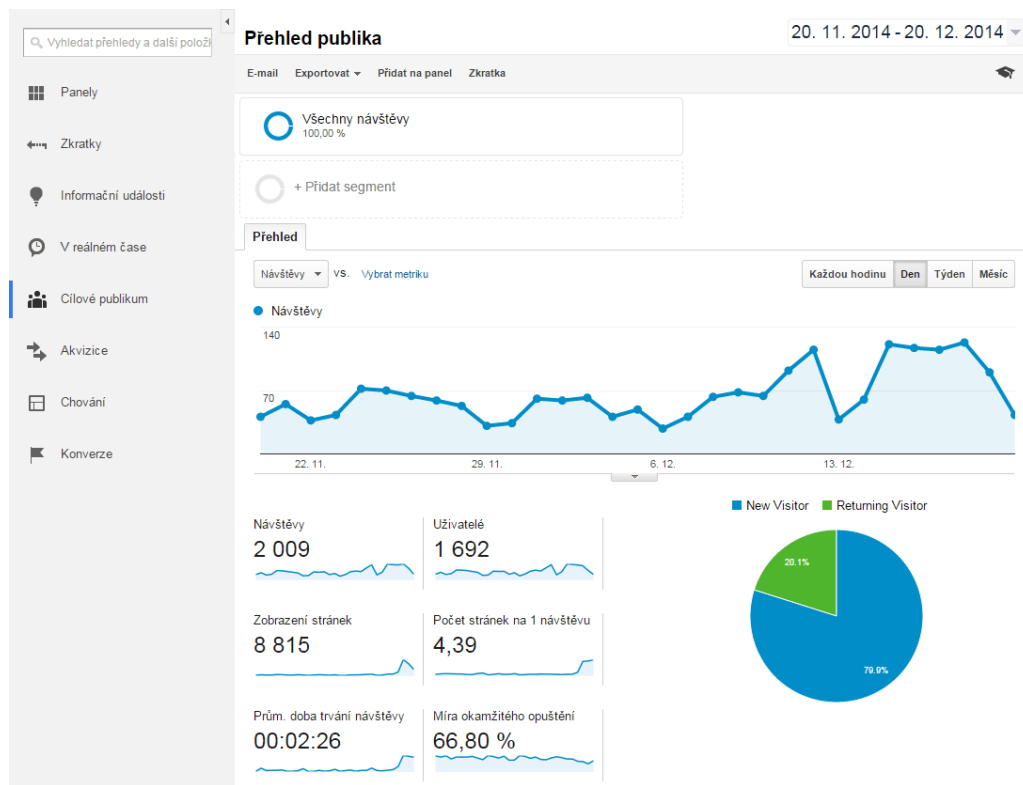 Vyhledat přehledy a další polož
Panely
Zkratky
Informační události
V reálném čase
Cílové publikum
Akvizice
Chování
Konverze
Přehled publika
20. 11. 2014 - 20. 12. 2014
E-mail Exportovat Přidat na panel Zkratka
Všechny návštěvy
100,00 %
+ Přidat segment
Přehled
Návštěvy VS. Vybrat metriku
Každou hodinu Den Týden Měsíc
Návštěvy
140
70
22. 11. 29. 11. 6. 12. 13. 12.
New Visitor Returning Visitor
Návštěvy
2 009
Uživatelé
1 692
Zobrazení stránek
8 815
Počet stránek na 1 návštěvu
4,39
Prům. doba trvání návštěvy
00:02:26
Míra okamžitého opuštění
66,80 %
20.1%
79.9%